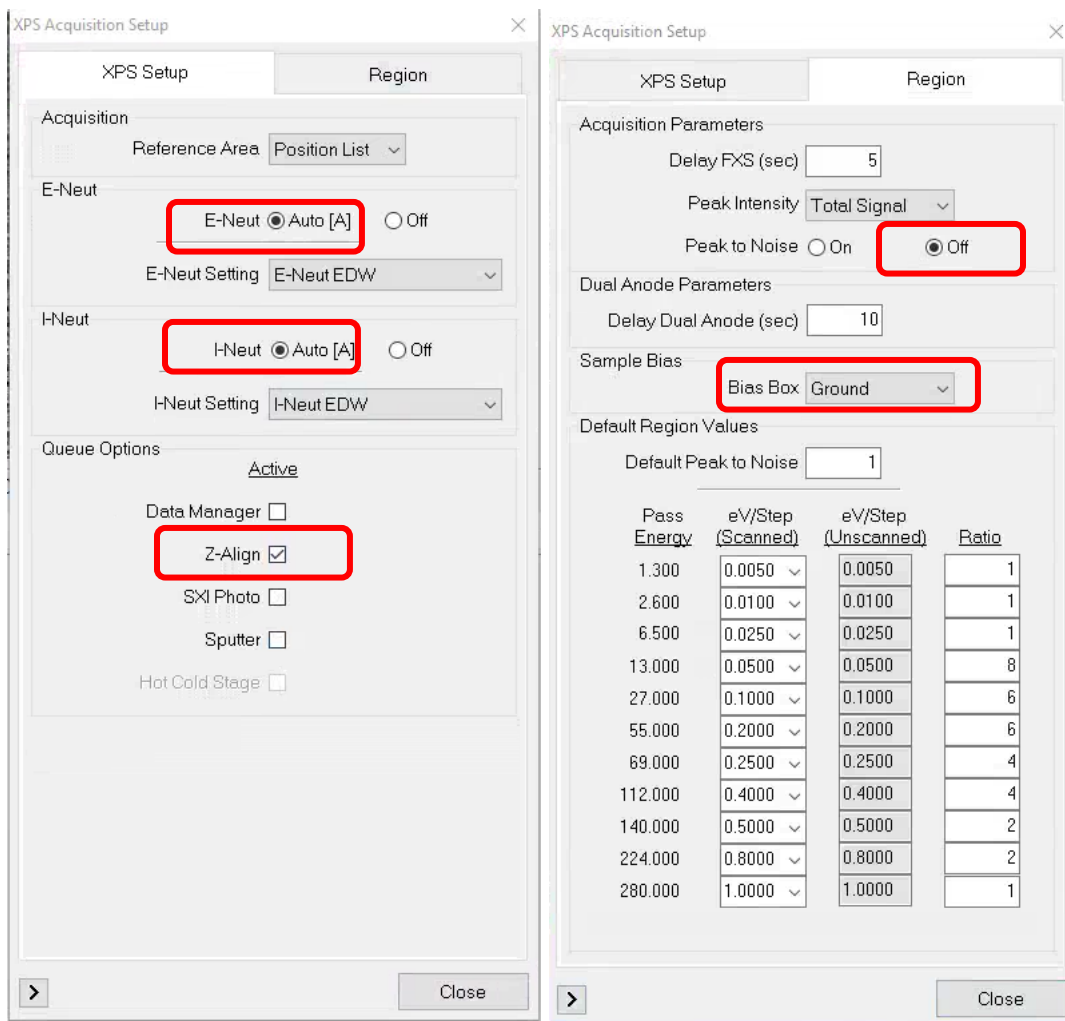 XPS Acquisition Setup
XPS Setup Region
Acquisition
Reference Area Position List
E-Neut
E-Neut Auto [A] Off
E-Neut Setting E-Neut EDW
I-Neut
I-Neut Auto [A] Off
I-Neut Setting I-Neut EDW
Queue Options
Active
Data Manager
Z-Align
SXI Photo
Sputter
Hot Cold Stage
> Close
XPS Acquisition Setup
XPS Setup Region
Acquisition Parameters
Delay FXS (sec) 5
Peak Intensity Total Signal
Peak to Noise On Off
Dual Anode Parameters
Delay Dual Anode (sec) 10
Sample Bias
Bias Box Ground
Default Region Values
Default Peak to Noise 1
Pass eV/Step eV/Step
Energy (Scanned) (Unscanned) Ratio
1.300 0.0050 0.0050 1
2.600 0.0100 0.0100 1
6.500 0.0250 0.0250 1
13.000 0.0500 0.0500 8
27.000 0.1000 0.1000 6
55.000 0.2000 0.2000 6
69.000 0.2500 0.2500 4
112.000 0.4000 0.4000 4
140.000 0.5000 0.5000 2
224.000 0.8000 0.8000 2
280.000 1.0000 1.0000 1
> Close